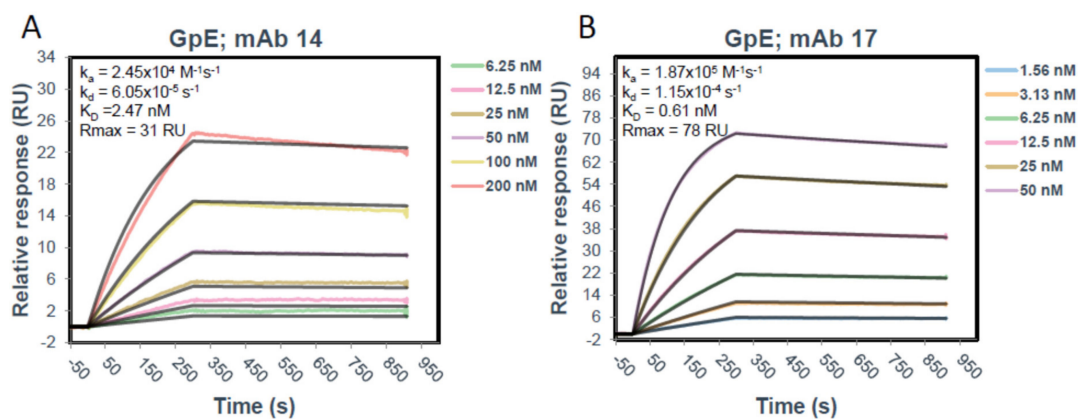 A
GpE; mAb 14
kₐ = 2.45x10⁴ M⁻¹s⁻¹
k_d = 6.05x10⁻⁵ s⁻¹
K_D =2.47 nM
Rmax = 31 RU
Relative response (RU)
34
30
26
22
18
14
10
6
2
-2
-50
50
150
250
350
450
550
650
750
850
950
Time (s)
6.25 nM
12.5 nM
25 nM
50 nM
100 nM
200 nM
B
GpE; mAb 17
kₐ = 1.87x10⁵ M⁻¹s⁻¹
k_d = 1.15x10⁻⁴ s⁻¹
K_D = 0.61 nM
Rmax = 78 RU
Relative response (RU)
94
86
78
70
62
54
46
38
30
22
14
6
-2
-50
50
150
250
350
450
550
650
750
850
950
Time (s)
1.56 nM
3.13 nM
6.25 nM
12.5 nM
25 nM
50 nM